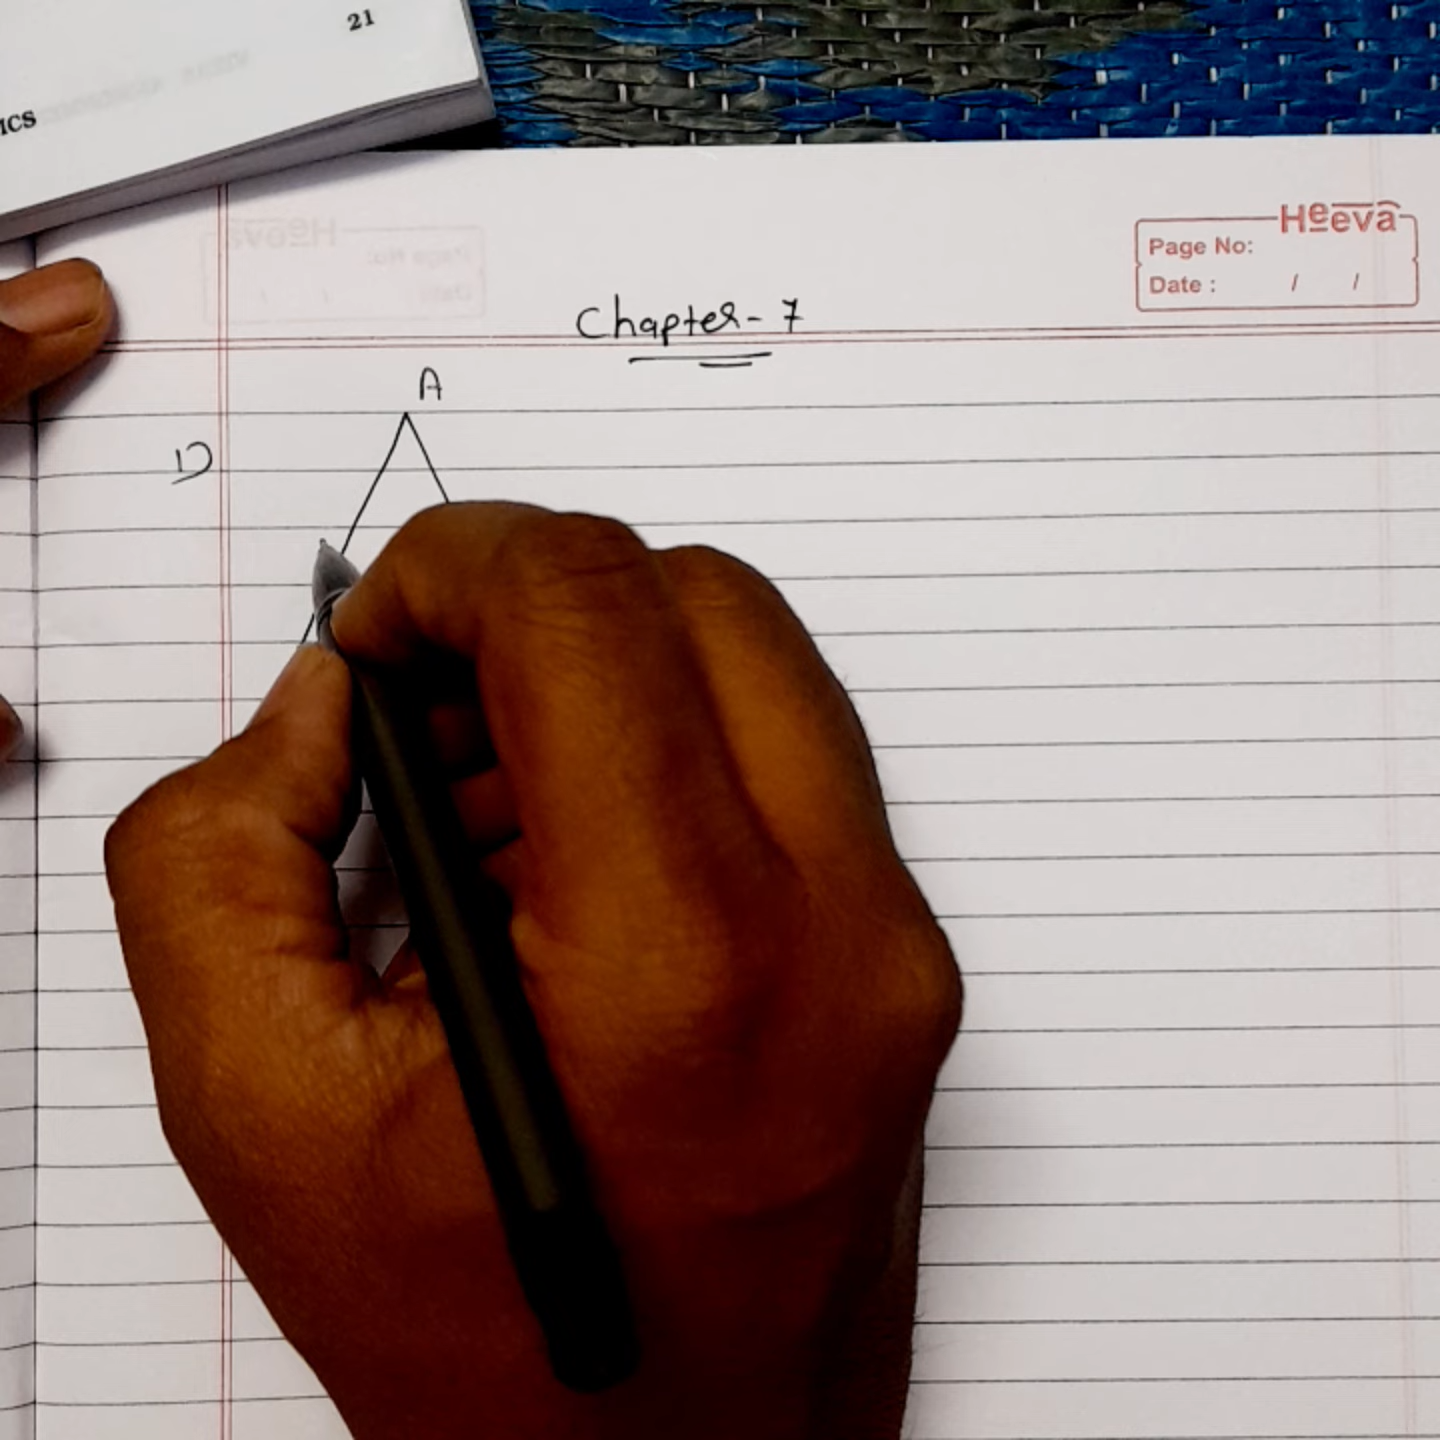 21
ICS
Heeva
Page No:
Date : / /
Chapter - 7
A
1)